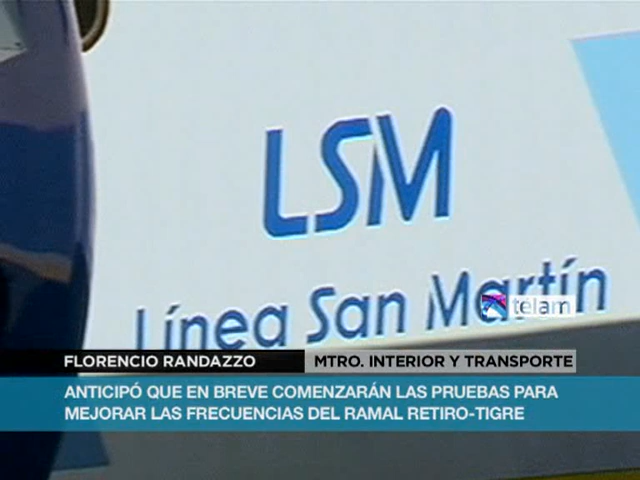 LSM
Línea San Martín
télam
FLORENCIO RANDAZZO
MTRO. INTERIOR Y TRANSPORTE
ANTICIPÓ QUE EN BREVE COMENZARÁN LAS PRUEBAS PARA
MEJORAR LAS FRECUENCIAS DEL RAMAL RETIRO-TIGRE